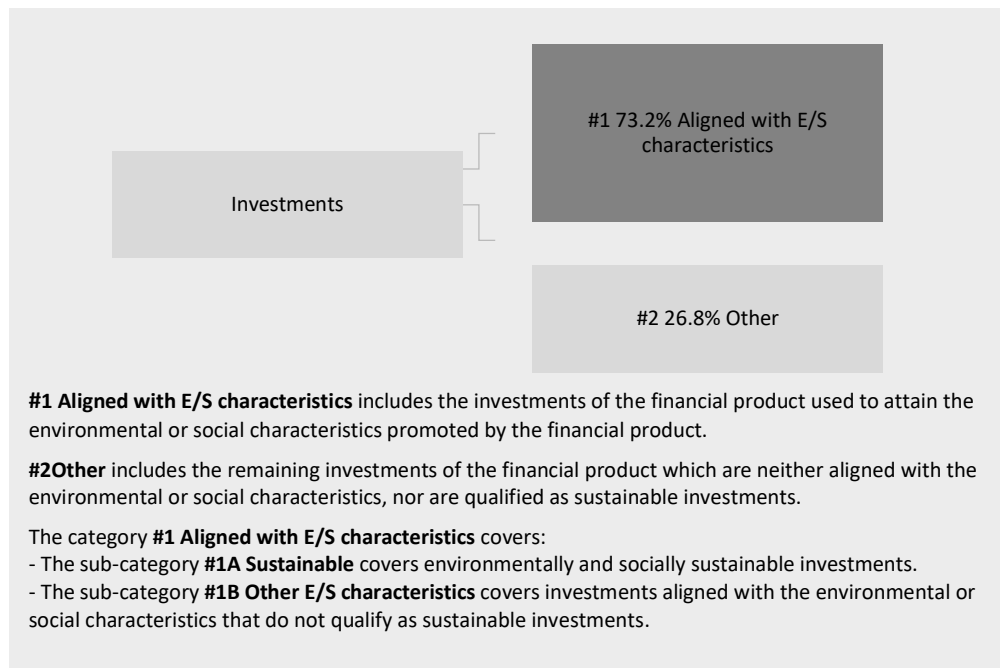 #1 73.2% Aligned with E/S
characteristics
Investments
#2 26.8% Other
#1 Aligned with E/S characteristics includes the investments of the financial product used to attain the
environmental or social characteristics promoted by the financial product.
#2Other includes the remaining investments of the financial product which are neither aligned with the
environmental or social characteristics, nor are qualified as sustainable investments.
The category #1 Aligned with E/S characteristics covers:
- The sub-category #1A Sustainable covers environmentally and socially sustainable investments.
- The sub-category #1B Other E/S characteristics covers investments aligned with the environmental or
social characteristics that do not qualify as sustainable investments.